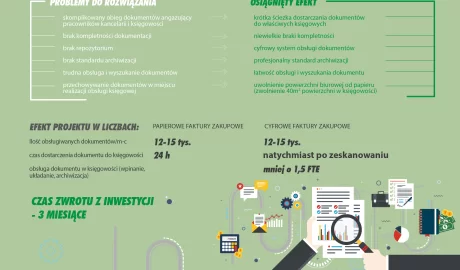 PROBLEMY DO ROZWIĄZANIA
skomplikowany obieg dokumentów angażujący
pracowników kancelarii i księgowości
brak kompletności dokumentacji
brak repozytorium
brak standardu archiwizacji
trudna obsługa i wyszukanie dokumentów
przechowywanie dokumentów w miejscu
realizacji obsługi księgowej
OSIĄGNIĘTY EFEKT
krótka ścieżka dostarczania dokumentów
do właściwych księgowych
niewielkie braki kompletności
cyfrowy system obsługi dokumentów
profesjonalny standard archiwizacji
łatwość obsługi i wyszukania dokumentu
uwolnienie powierzchni biurowej od papieru
(zwolnienie 40m² powierzchni w księgowości)
EFEKT PROJEKTU W LICZBACH:
PAPIEROWE FAKTURY ZAKUPOWE
CYFROWE FAKTURY ZAKUPOWE
Ilość obsługiwanych dokumentów/m-c
12-15 tys.
12-15 tys.
czas dostarczenia dokumentu do księgowości
24 h
natychmiast po zeskanowaniu
obsługa dokumentu w księgowości (wpinanie,
składanie, archiwizacja)
mniej o 1,5 FTE
CZAS ZWROTU Z INWESTYCJI
- 3 MIESIĄCE